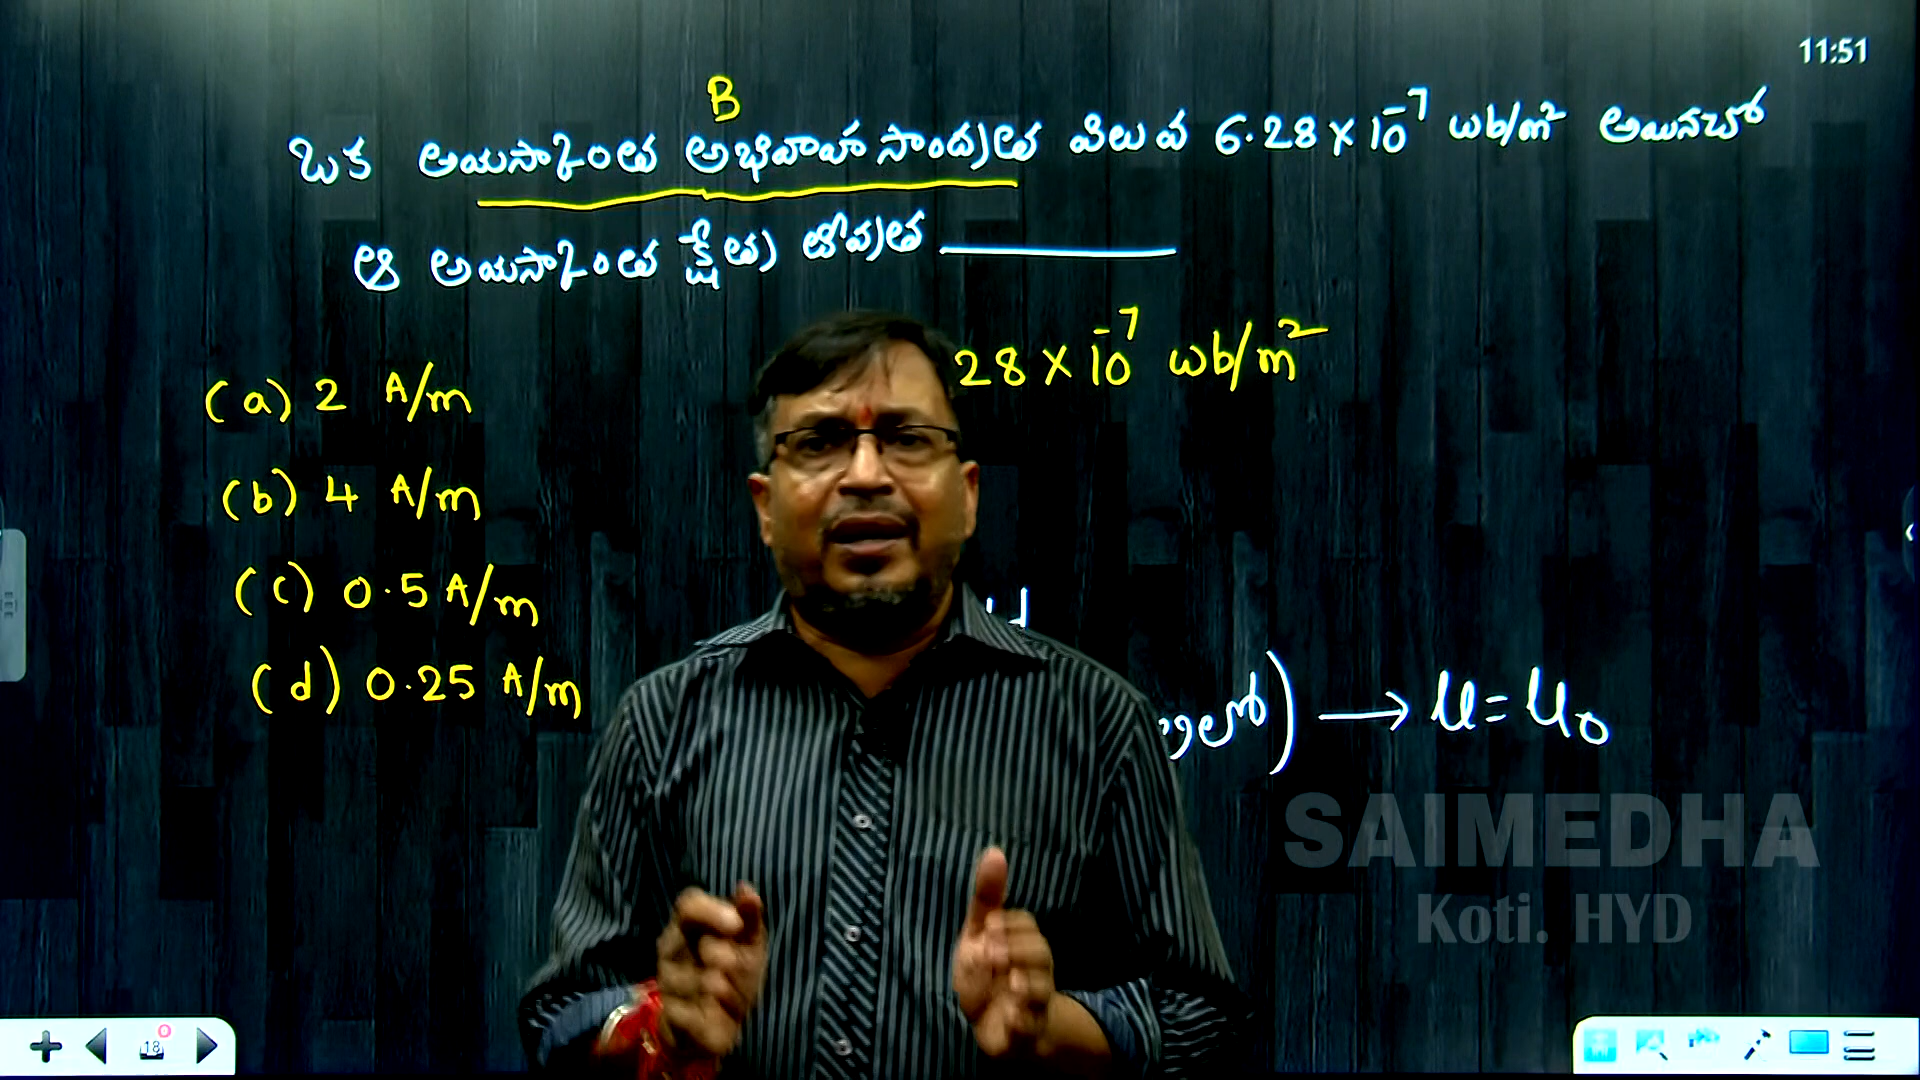 11:51
B
ఒక అయస్కాంత అభివాహ సాంద్రత విలువ 6.28 × 10⁻⁷ wb/m² అయినచో
ఆ అయస్కాంత క్షేత్ర తీవ్రత ________
28 × 10⁻⁷ wb/m²
(a) 2 A/m
(b) 4 A/m
(c) 0.5 A/m
(d) 0.25 A/m
) → μ = μ₀
SAIMEDHA
Koti. HYD
18